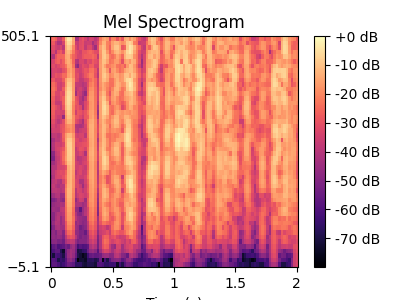 Mel Spectrogram
505.1
−5.1
0
0.5
1
1.5
2
+0 dB
-10 dB
-20 dB
-30 dB
-40 dB
-50 dB
-60 dB
-70 dB